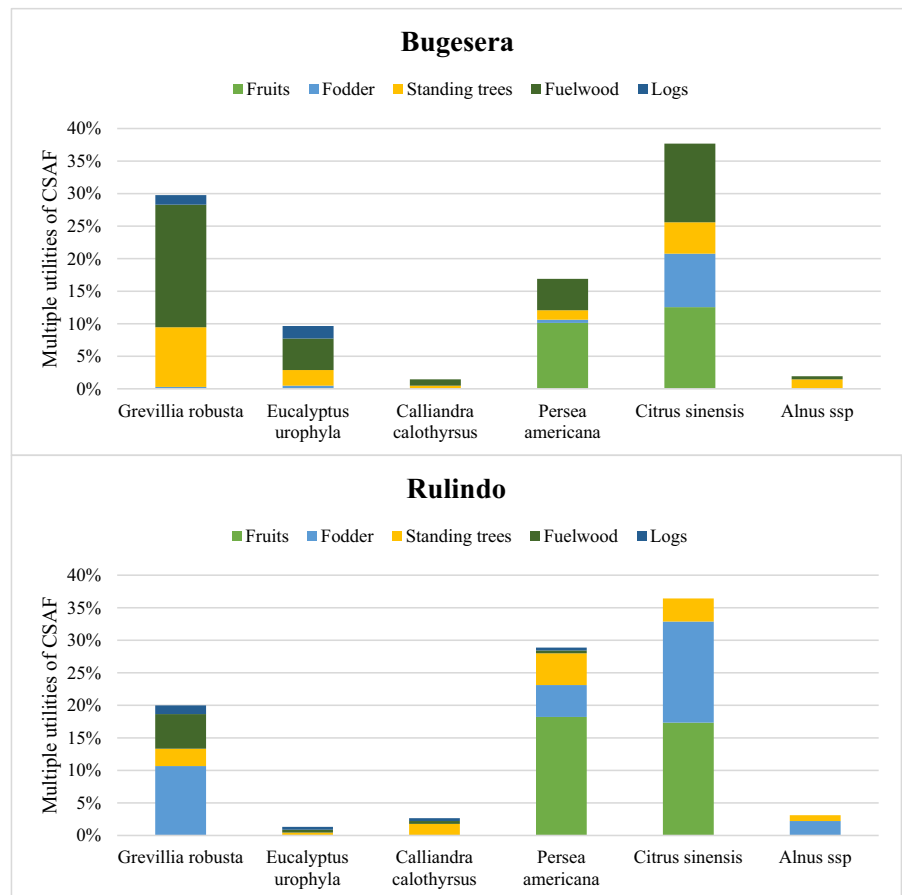 Bugesera
Fruits Fodder Standing trees Fuelwood Logs
Multiple utilities of CSAF
40%
35%
30%
25%
20%
15%
10%
5%
0%
Grevillia robusta Eucalyptus Calliandra Persea Citrus sinensis Alnus ssp
urophyla calothyrsus americana
Rulindo
Fruits Fodder Standing trees Fuelwood Logs
Multiple utilities of CSAF
40%
35%
30%
25%
20%
15%
10%
5%
0%
Grevillia robusta Eucalyptus Calliandra Persea Citrus sinensis Alnus ssp
urophyla calothyrsus americana